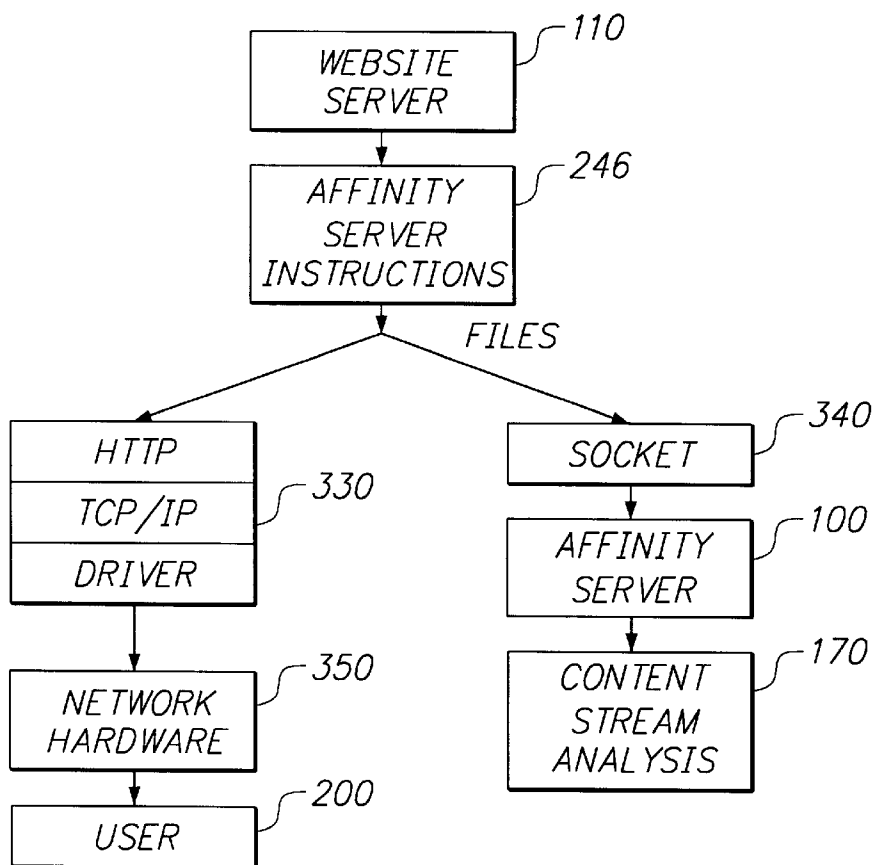 110
WEBSITE
SERVER
246
AFFINITY
SERVER
INSTRUCTIONS
FILES
HTTP
TCP/IP
DRIVER
330
350
NETWORK
HARDWARE
200
USER
340
SOCKET
100
AFFINITY
SERVER
170
CONTENT
STREAM
ANALYSIS